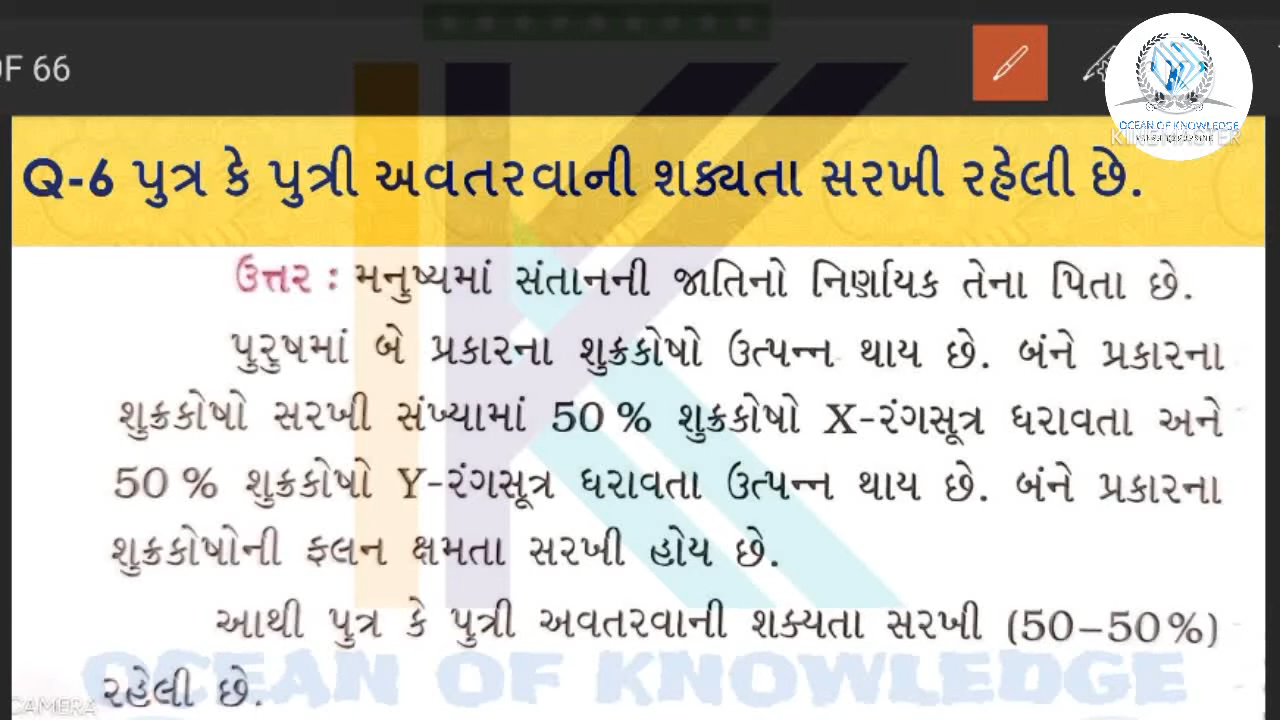 OF 66
OCEAN OF KNOWLEDGE
KINEMASTER
Q-6 પુત્ર કે પુત્રી અવતરવાની શક્યતા સરખી રહેલી છે.
ઉત્તર : મનુષ્યમાં સંતાનની જાતિનો નિર્ણાયક તેના પિતા છે.
પુરુષમાં બે પ્રકારના શુક્રકોષો ઉત્પન્ન થાય છે. બંને પ્રકારના
શુક્રકોષો સરખી સંખ્યામાં 50 % શુક્રકોષો X-રંગસૂત્ર ધરાવતા અને
50 % શુક્રકોષો Y-રંગસૂત્ર ધરાવતા ઉત્પન્ન થાય છે. બંને પ્રકારના
શુક્રકોષોની ફલન ક્ષમતા સરખી હોય છે.
આથી પુત્ર કે પુત્રી અવતરવાની શક્યતા સરખી (50–50%)
રહેલી છે.
OCEAN OF KNOWLEDGE
CAMERA